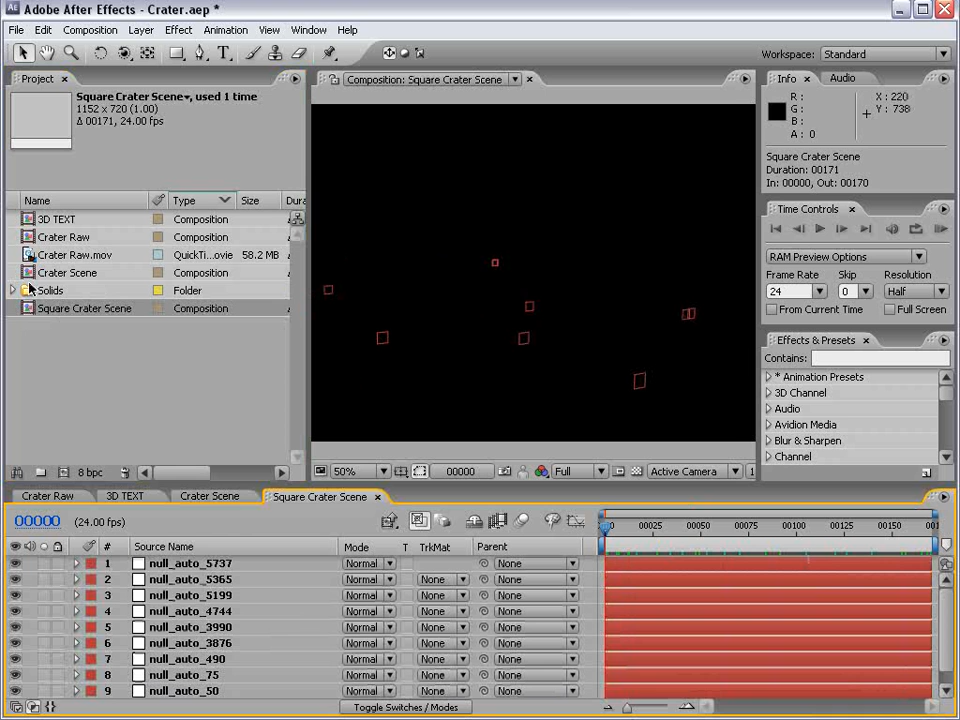 Adobe After Effects - Crater.aep *
File Edit Composition Layer Effect Animation View Window Help
Workspace: Standard
Project
Composition: Square Crater Scene
Info Audio
Square Crater Scene, used 1 time
1152 x 720 (1.00)
Δ 00171, 24.00 fps
R :
G :
B :
A : 0
X : 220
Y : 738
Square Crater Scene
Duration: 00171
In: 00000, Out: 00170
Name Type Size Dura
3D TEXT Composition
Crater Raw Composition
Crater Raw.mov QuickTi...ovie 58.2 MB
Crater Scene Composition
Solids Folder
Square Crater Scene Composition
Time Controls
RAM Preview Options
Frame Rate Skip Resolution
24 0 Half
From Current Time Full Screen
Effects & Presets
Contains:
* Animation Presets
3D Channel
Audio
Avidion Media
Blur & Sharpen
Channel
8 bpc
50% 00000 Full Active Camera 1
Crater Raw 3D TEXT Crater Scene Square Crater Scene
00000 (24.00 fps)
0 00025 00050 00075 00100 00125 00150 001
# Source Name Mode T TrkMat Parent
1 null_auto_5737 Normal None
2 null_auto_5365 Normal None None
3 null_auto_5199 Normal None None
4 null_auto_4744 Normal None None
5 null_auto_3990 Normal None None
6 null_auto_3876 Normal None None
7 null_auto_490 Normal None None
8 null_auto_75 Normal None None
9 null_auto_50 Normal None None
Toggle Switches / Modes